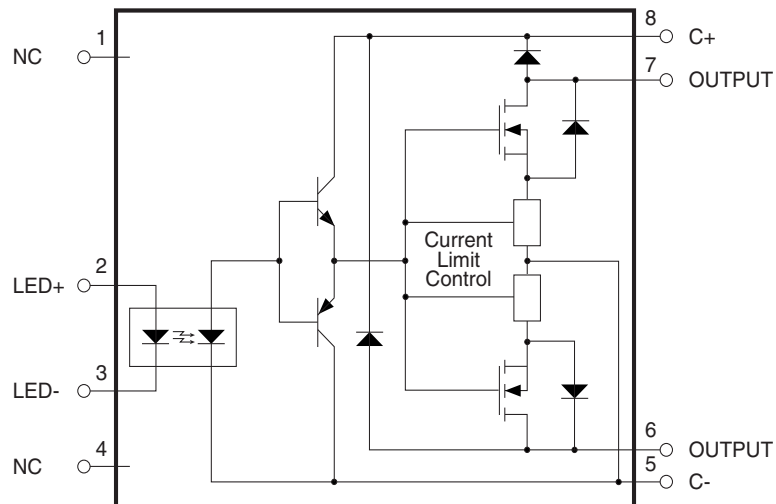 1
NC
2
LED+
3
LED-
4
NC
8
C+
7
OUTPUT
Current
Limit
Control
6
OUTPUT
5
C-